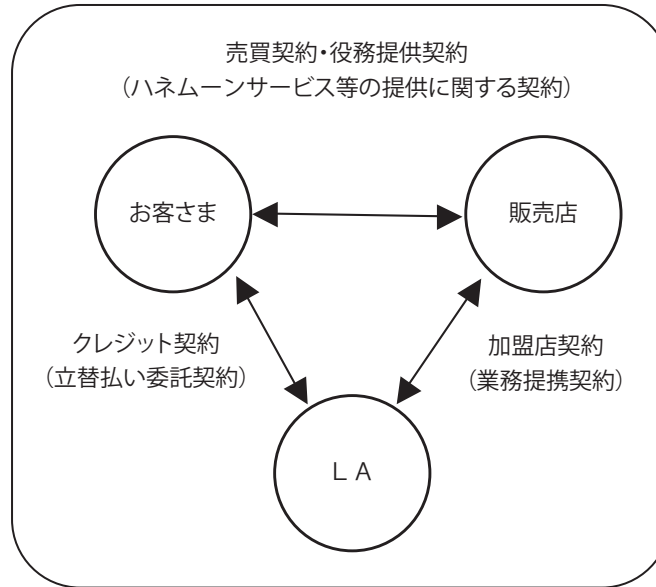 売買契約・役務提供契約
（ハネムーンサービス等の提供に関する契約）
お客さま
販売店
クレジット契約
（立替払い委託契約）
加盟店契約
（業務提携契約）
ＬＡ